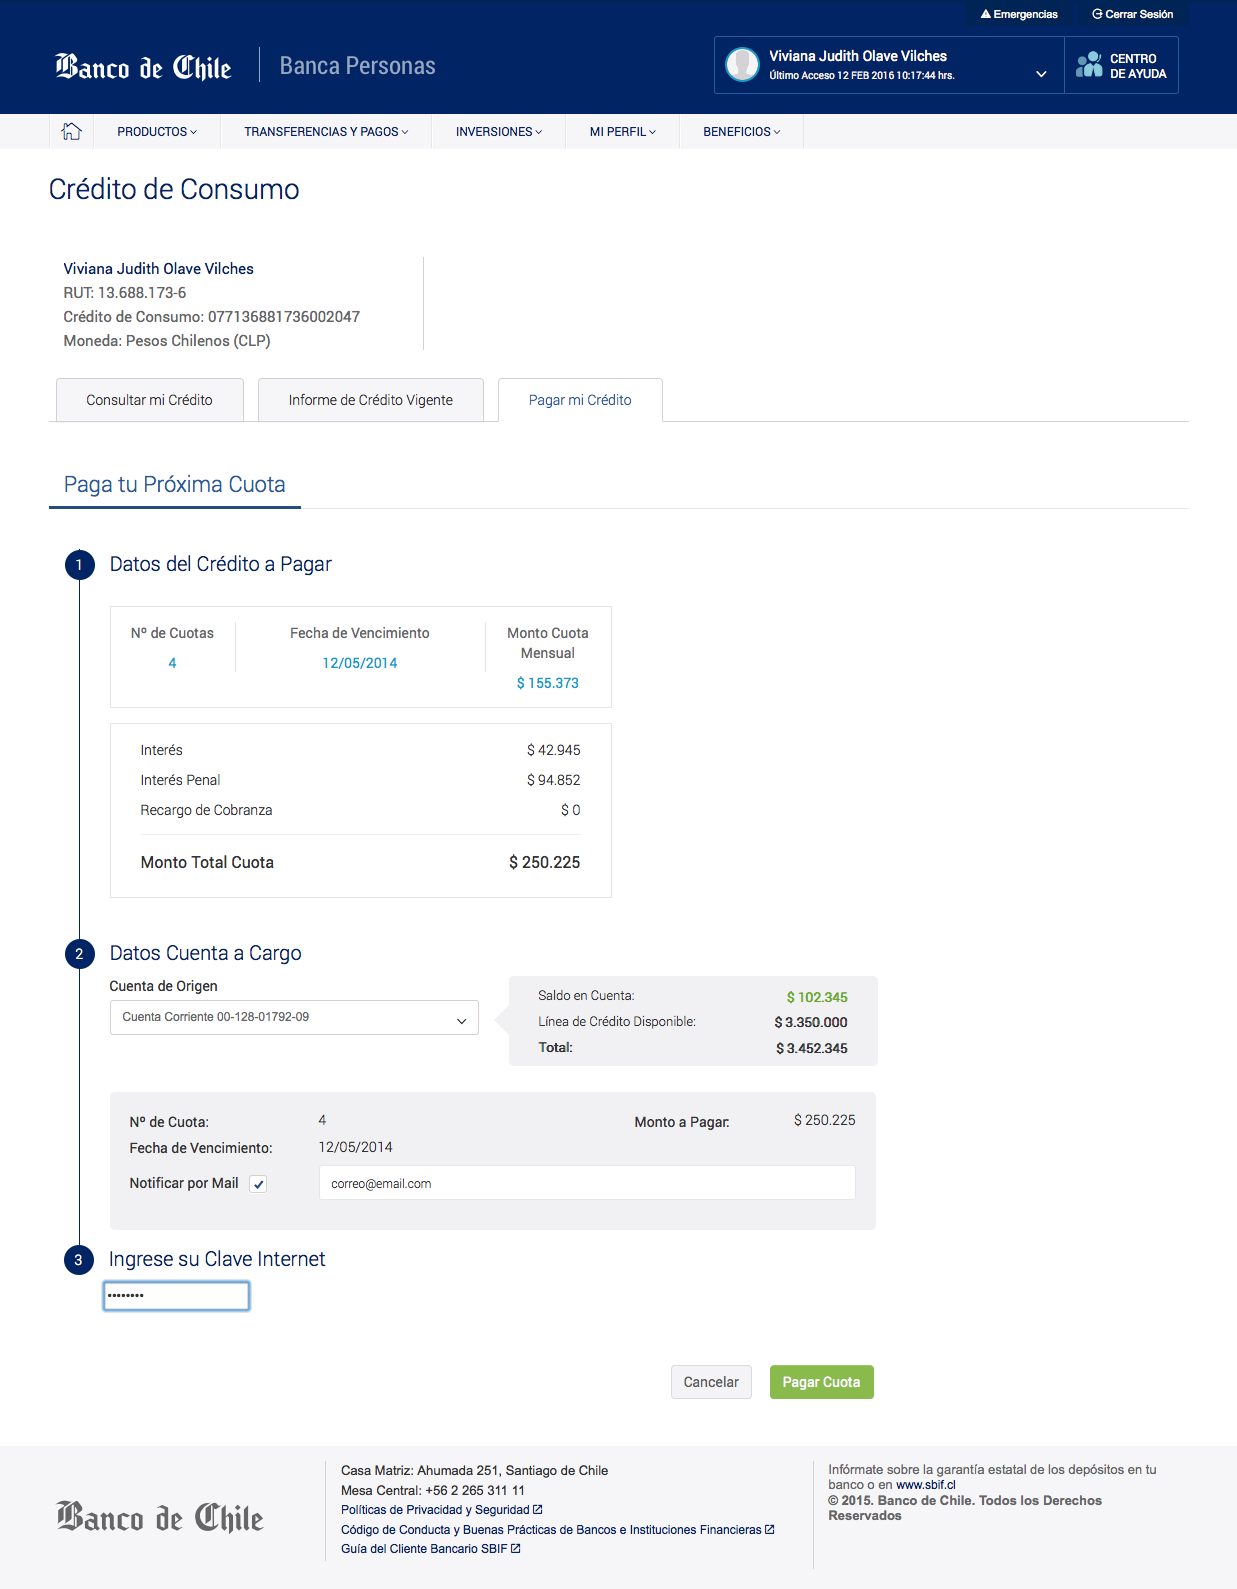 Emergencias
Cerrar Sesión
Banco de Chile
Banca Personas
Viviana Judith Olave Vilches
Último Acceso 12 FEB 2016 10:17:44 hrs.
CENTRO
DE AYUDA
PRODUCTOS
TRANSFERENCIAS Y PAGOS
INVERSIONES
MI PERFIL
BENEFICIOS
Crédito de Consumo
Viviana Judith Olave Vilches
RUT: 13.688.173-6
Crédito de Consumo: 077136881736002047
Moneda: Pesos Chilenos (CLP)
Consultar mi Crédito
Informe de Crédito Vigente
Pagar mi Crédito
Paga tu Próxima Cuota
1 Datos del Crédito a Pagar
Nº de Cuotas
4
Fecha de Vencimiento
12/05/2014
Monto Cuota
Mensual
$ 155.373
Interés $ 42.945
Interés Penal $ 94.852
Recargo de Cobranza $ 0
Monto Total Cuota $ 250.225
2 Datos Cuenta a Cargo
Cuenta de Origen
Cuenta Corriente 00-128-01792-09
Saldo en Cuenta: $ 102.345
Línea de Crédito Disponible: $ 3.350.000
Total: $ 3.452.345
Nº de Cuota: 4
Monto a Pagar: $ 250.225
Fecha de Vencimiento: 12/05/2014
Notificar por Mail correo@email.com
3 Ingrese su Clave Internet
••••••••
Cancelar
Pagar Cuota
Banco de Chile
Casa Matriz: Ahumada 251, Santiago de Chile
Mesa Central: +56 2 265 311 11
Políticas de Privacidad y Seguridad
Código de Conducta y Buenas Prácticas de Bancos e Instituciones Financieras
Guía del Cliente Bancario SBIF
Infórmate sobre la garantía estatal de los depósitos en tu
banco o en www.sbif.cl
© 2015. Banco de Chile. Todos los Derechos
Reservados